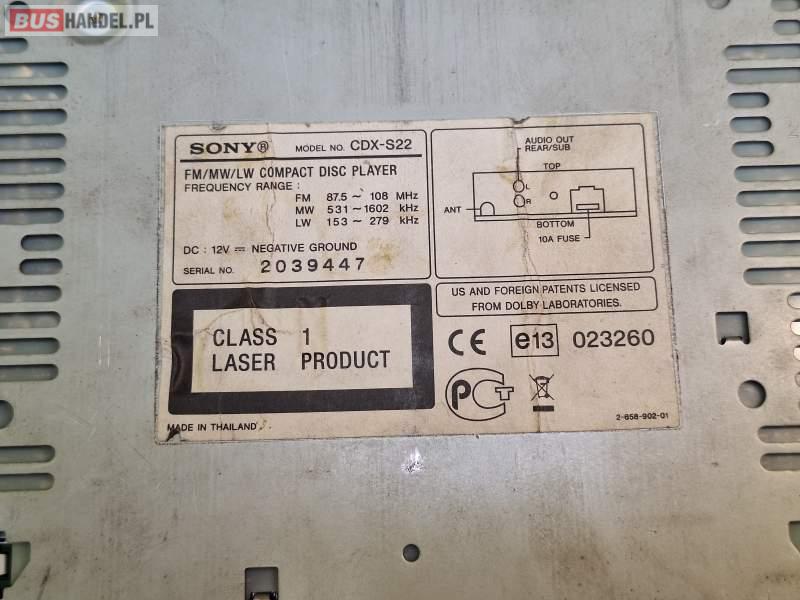 BUSHANDEL.PL
SONY® MODEL NO. CDX-S22
FM/MW/LW COMPACT DISC PLAYER
FREQUENCY RANGE :
FM 87.5 ~ 108 MHz
MW 531 ~ 1602 kHz
LW 153 ~ 279 kHz
DC : 12V ⎓ NEGATIVE GROUND
SERIAL NO. 2039447
AUDIO OUT
REAR/SUB
TOP
L
R
ANT
BOTTOM
10A FUSE
US AND FOREIGN PATENTS LICENSED
FROM DOLBY LABORATORIES.
CLASS 1
LASER PRODUCT
CE e13 023260
PCT
MADE IN THAILAND
2-658-902-01